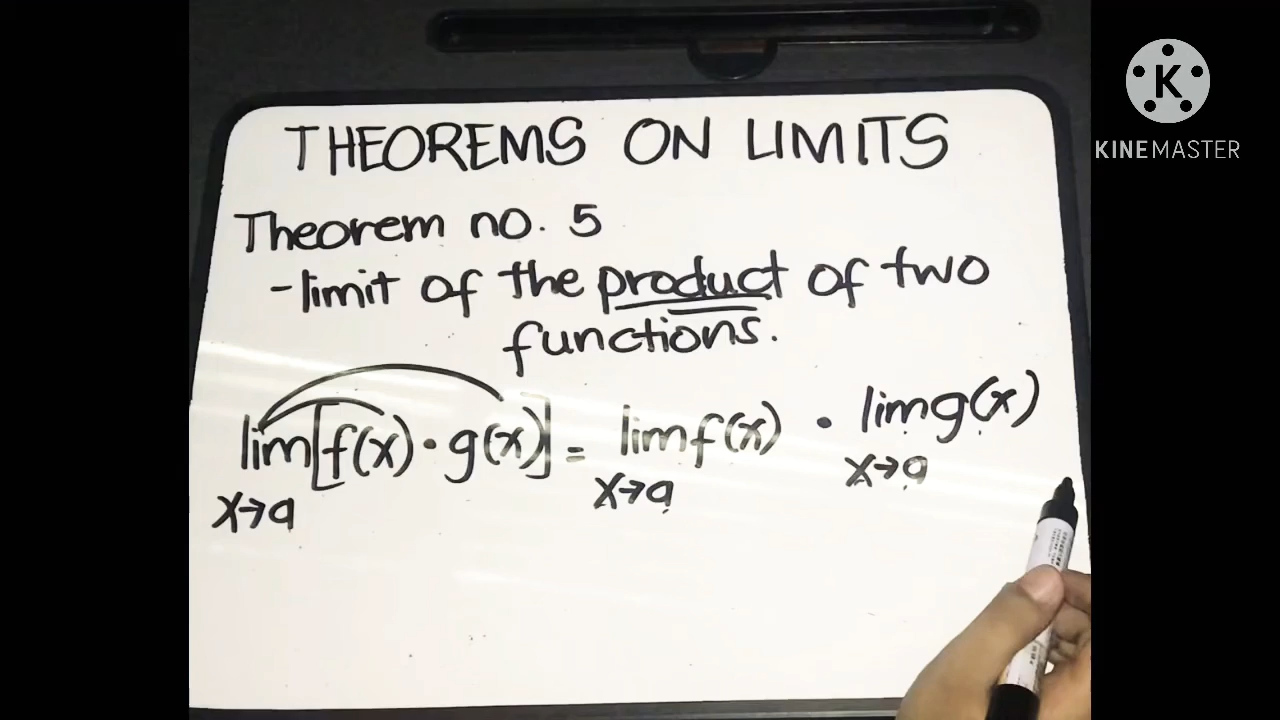 THEOREMS ON LIMITS
Theorem no. 5
- limit of the product of two
functions.
lim [f(x) • g(x)] = lim f(x) • lim g(x)
x→a x→a x→a
K
KINEMASTER